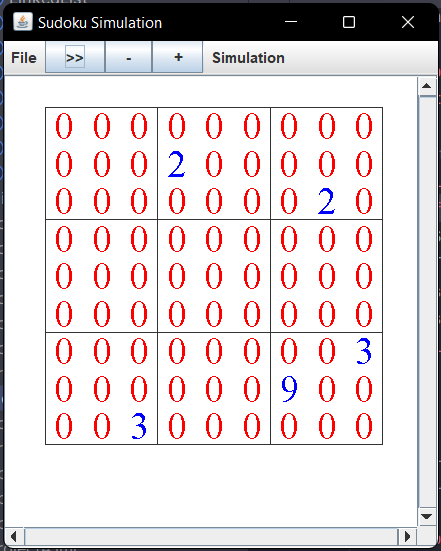 Sudoku Simulation
File >> - + Simulation
0 0 0 0 0 0 0 0 0
0 0 0 2 0 0 0 0 0
0 0 0 0 0 0 0 2 0
0 0 0 0 0 0 0 0 0
0 0 0 0 0 0 0 0 0
0 0 0 0 0 0 0 0 0
0 0 0 0 0 0 0 0 3
0 0 0 0 0 0 9 0 0
0 0 3 0 0 0 0 0 0